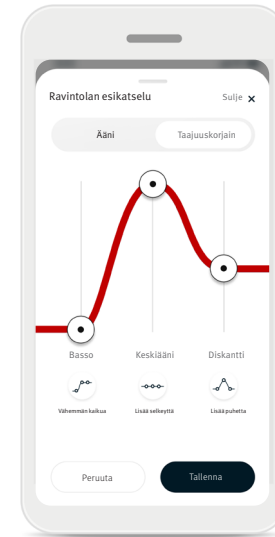 Ravintolan esikatselu
Sulje ×
Ääni
Taajuuskorjain
Basso
Keskiääni
Diskantti
Vähemmän kaikua
Lisää selkeyttä
Lisää puhetta
Peruuta
Tallenna